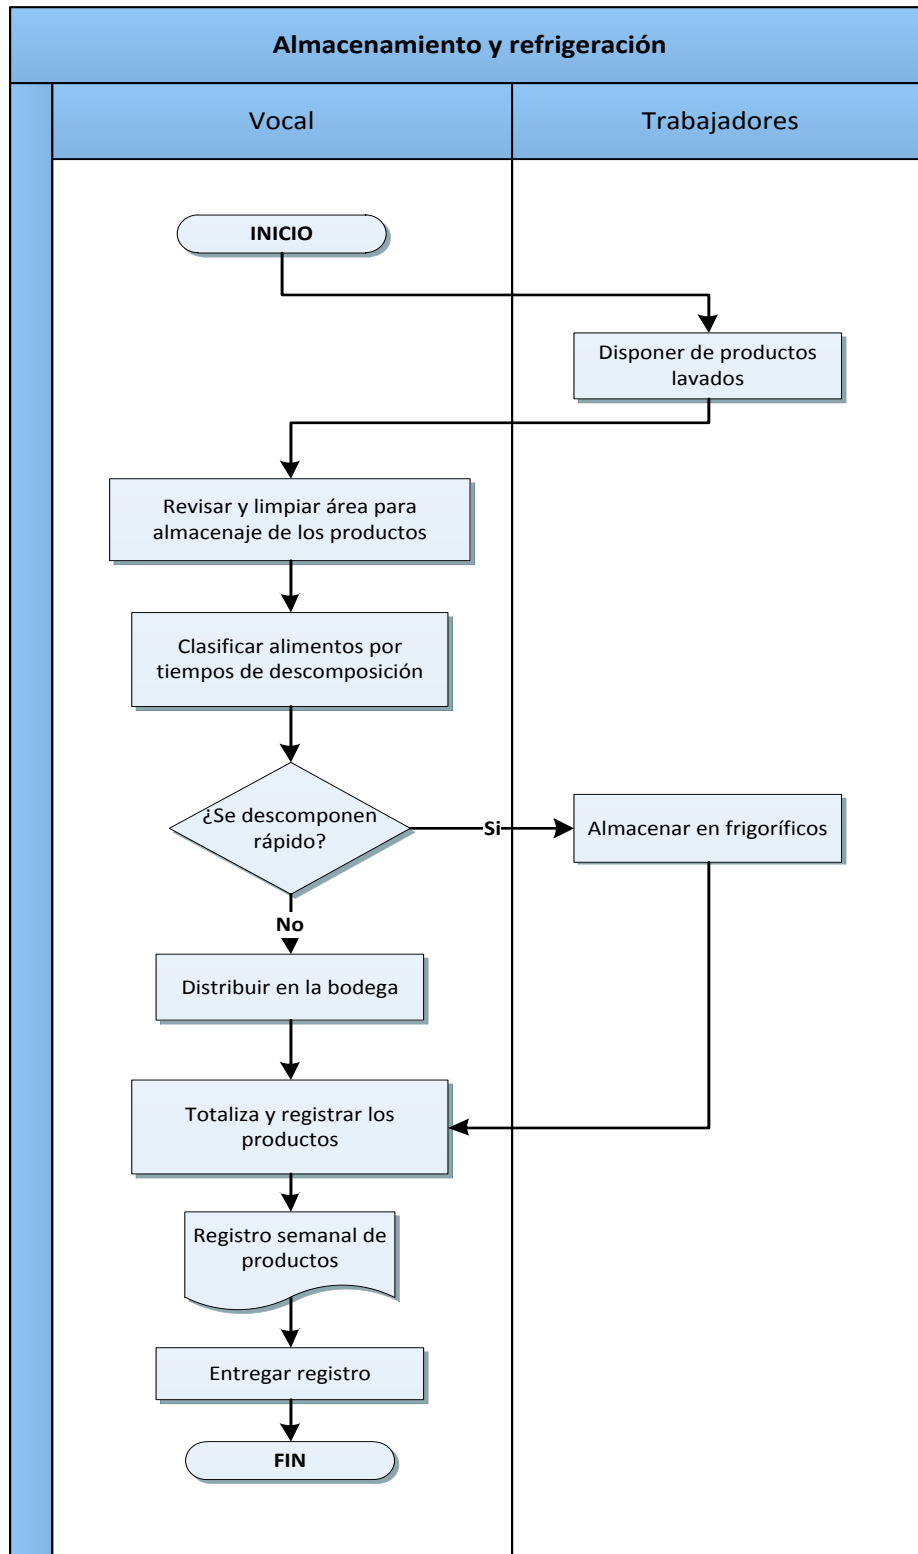 Almacenamiento y refrigeración
Vocal
Trabajadores
INICIO
Disponer de productos
lavados
Revisar y limpiar área para
almacenaje de los productos
Clasificar alimentos por
tiempos de descomposición
¿Se descomponen
rápido?
Si
Almacenar en frigoríficos
No
Distribuir en la bodega
Totaliza y registrar los
productos
Registro semanal de
productos
Entregar registro
FIN